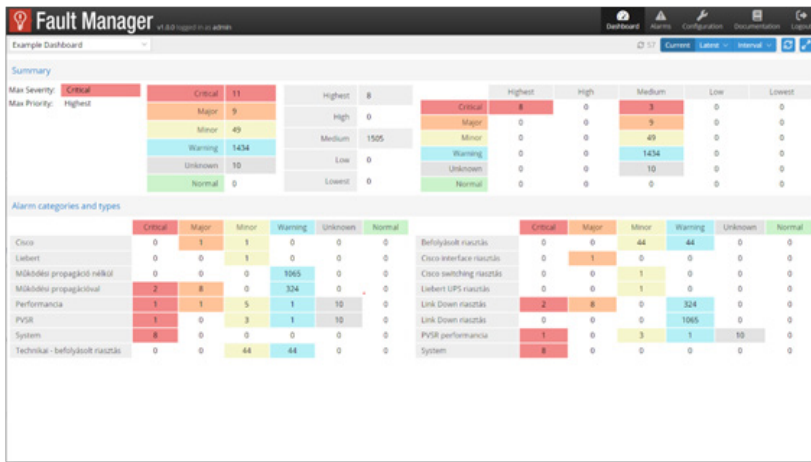 Fault Manager v1.0.0 logged in as admin Dashboard Alarms Configuration Documentation Logout
Example Dashboard 57 Current Latest Interval
Summary
Max Severity: Critical
Max Priority: Highest
Critical 11
Major 9
Minor 49
Warning 1434
Unknown 10
Normal 0
Highest 8
High 0
Medium 1505
Low 0
Lowest 0
Highest High Medium Low Lowest
Critical 8 0 3 0 0
Major 0 0 9 0 0
Minor 0 0 49 0 0
Warning 0 0 1434 0 0
Unknown 0 0 10 0 0
Normal 0 0 0 0 0
Alarm categories and types
Critical Major Minor Warning Unknown Normal
Cisco 0 1 1 0 0 0
Liebert 0 0 1 0 0 0
Működési propagáció nélkül 0 0 0 1065 0 0
Működési propagációval 2 8 0 324 0 0
Performancia 1 1 5 1 10 0
PVSR 1 0 3 1 10 0
System 8 0 0 0 0 0
Technikai - befolyásolt riasztás 0 0 44 44 0 0
Critical Major Minor Warning Unknown Normal
Befolyásolt riasztás 0 0 44 44 0 0
Cisco interface riasztás 0 1 0 0 0 0
Cisco switching riasztás 0 0 1 0 0 0
Liebert UPS riasztás 0 0 1 0 0 0
Link Down riasztás 2 8 0 324 0 0
Link Down riasztás 0 0 0 1065 0 0
PVSR performancia 1 0 3 1 10 0
System 8 0 0 0 0 0